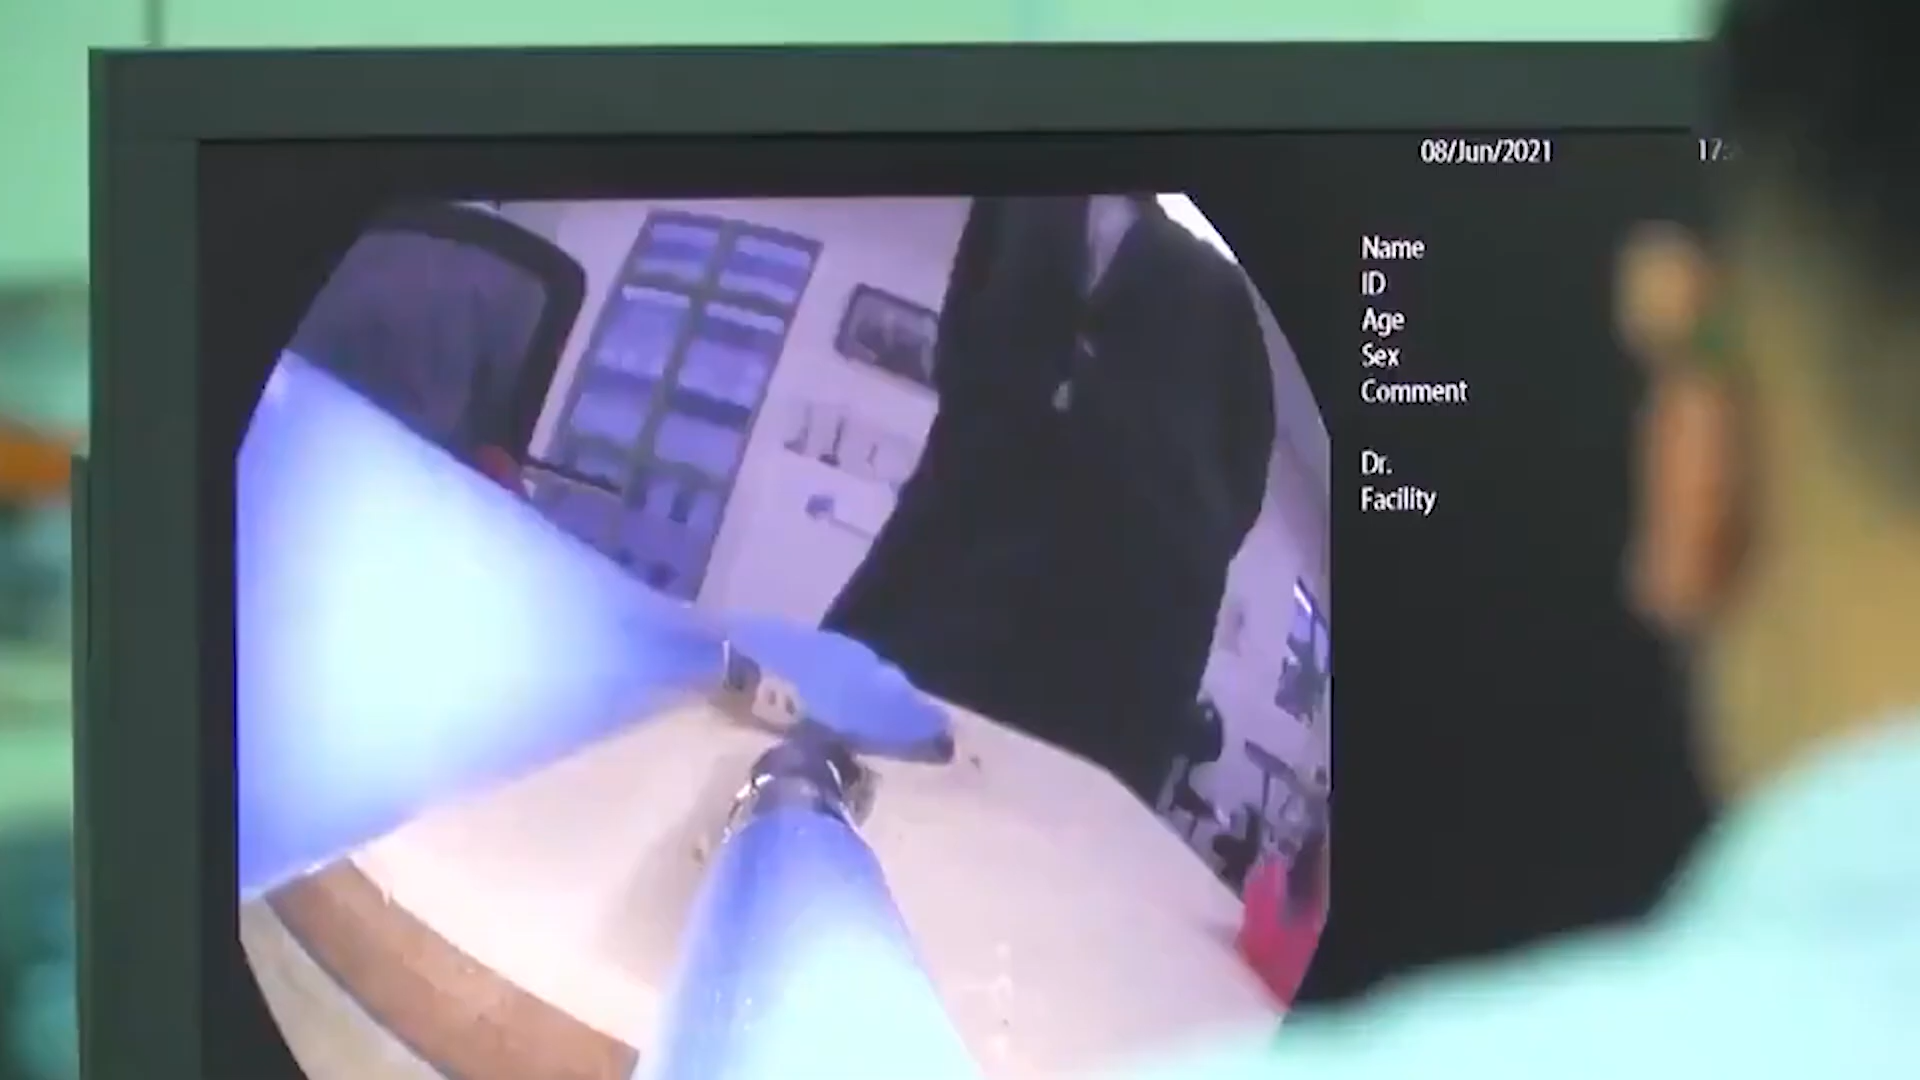 08/Jun/2021
Name
ID
Age
Sex
Comment
Dr.
Facility